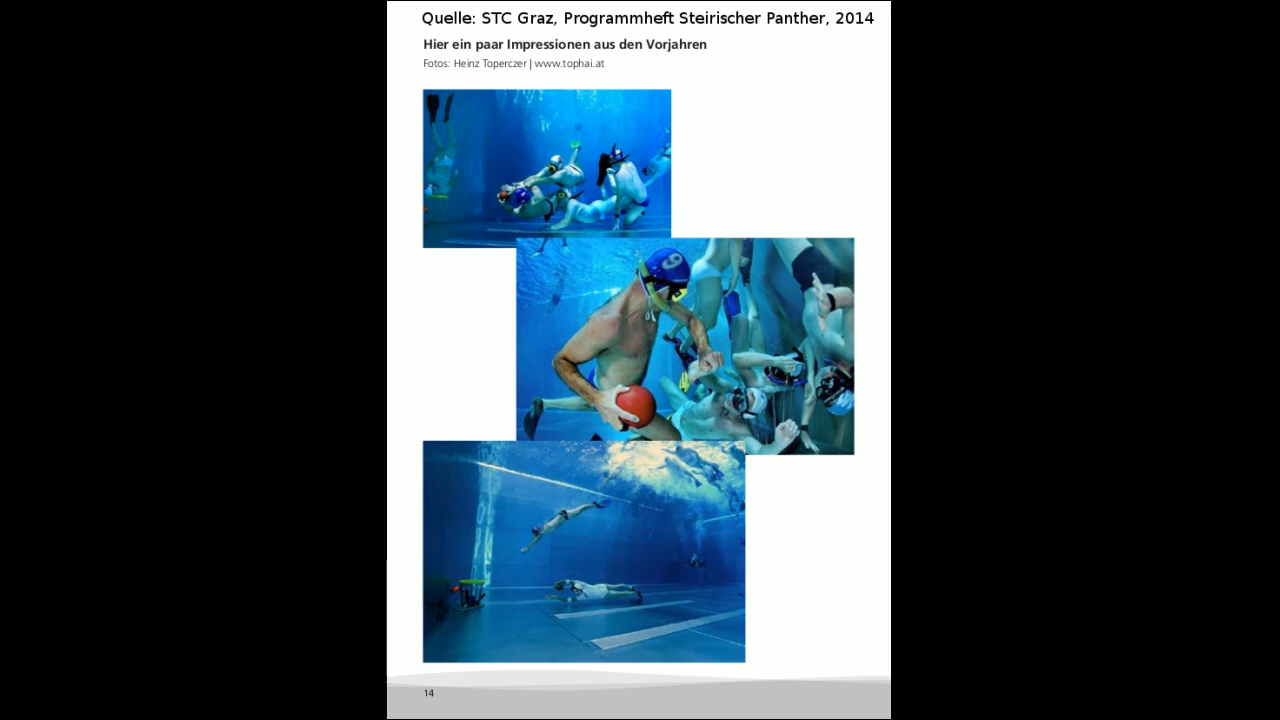 Quelle: STC Graz, Programmheft Steirischer Panther, 2014
Hier ein paar Impressionen aus den Vorjahren
Fotos: Heinz Toperczer | www.tophai.at
9
14